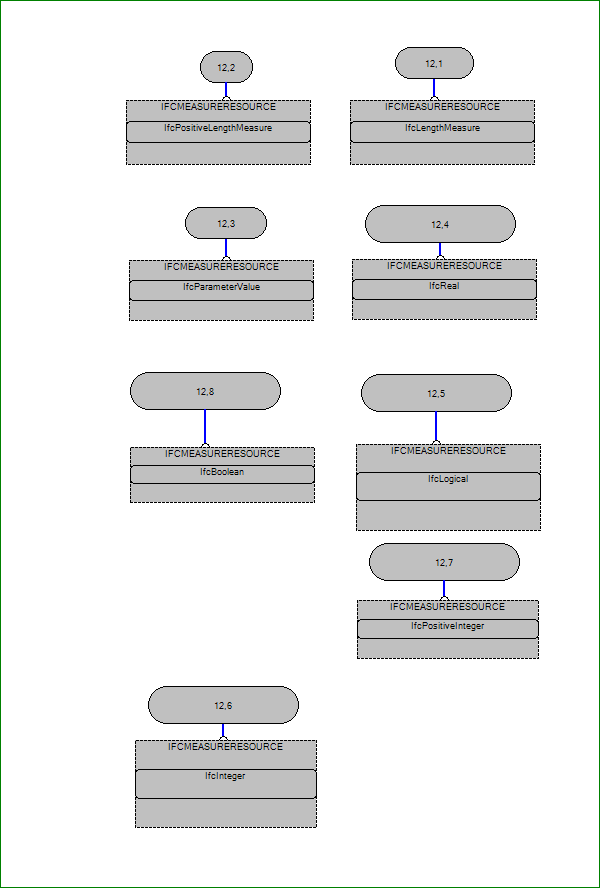 12,2
IFCMEASURERESOURCE
IfcPositiveLengthMeasure
12,1
IFCMEASURERESOURCE
IfcLengthMeasure
12,3
IFCMEASURERESOURCE
IfcParameterValue
12,4
IFCMEASURERESOURCE
IfcReal
12,8
IFCMEASURERESOURCE
IfcBoolean
12,5
IFCMEASURERESOURCE
IfcLogical
12,7
IFCMEASURERESOURCE
IfcPositiveInteger
12,6
IFCMEASURERESOURCE
IfcInteger